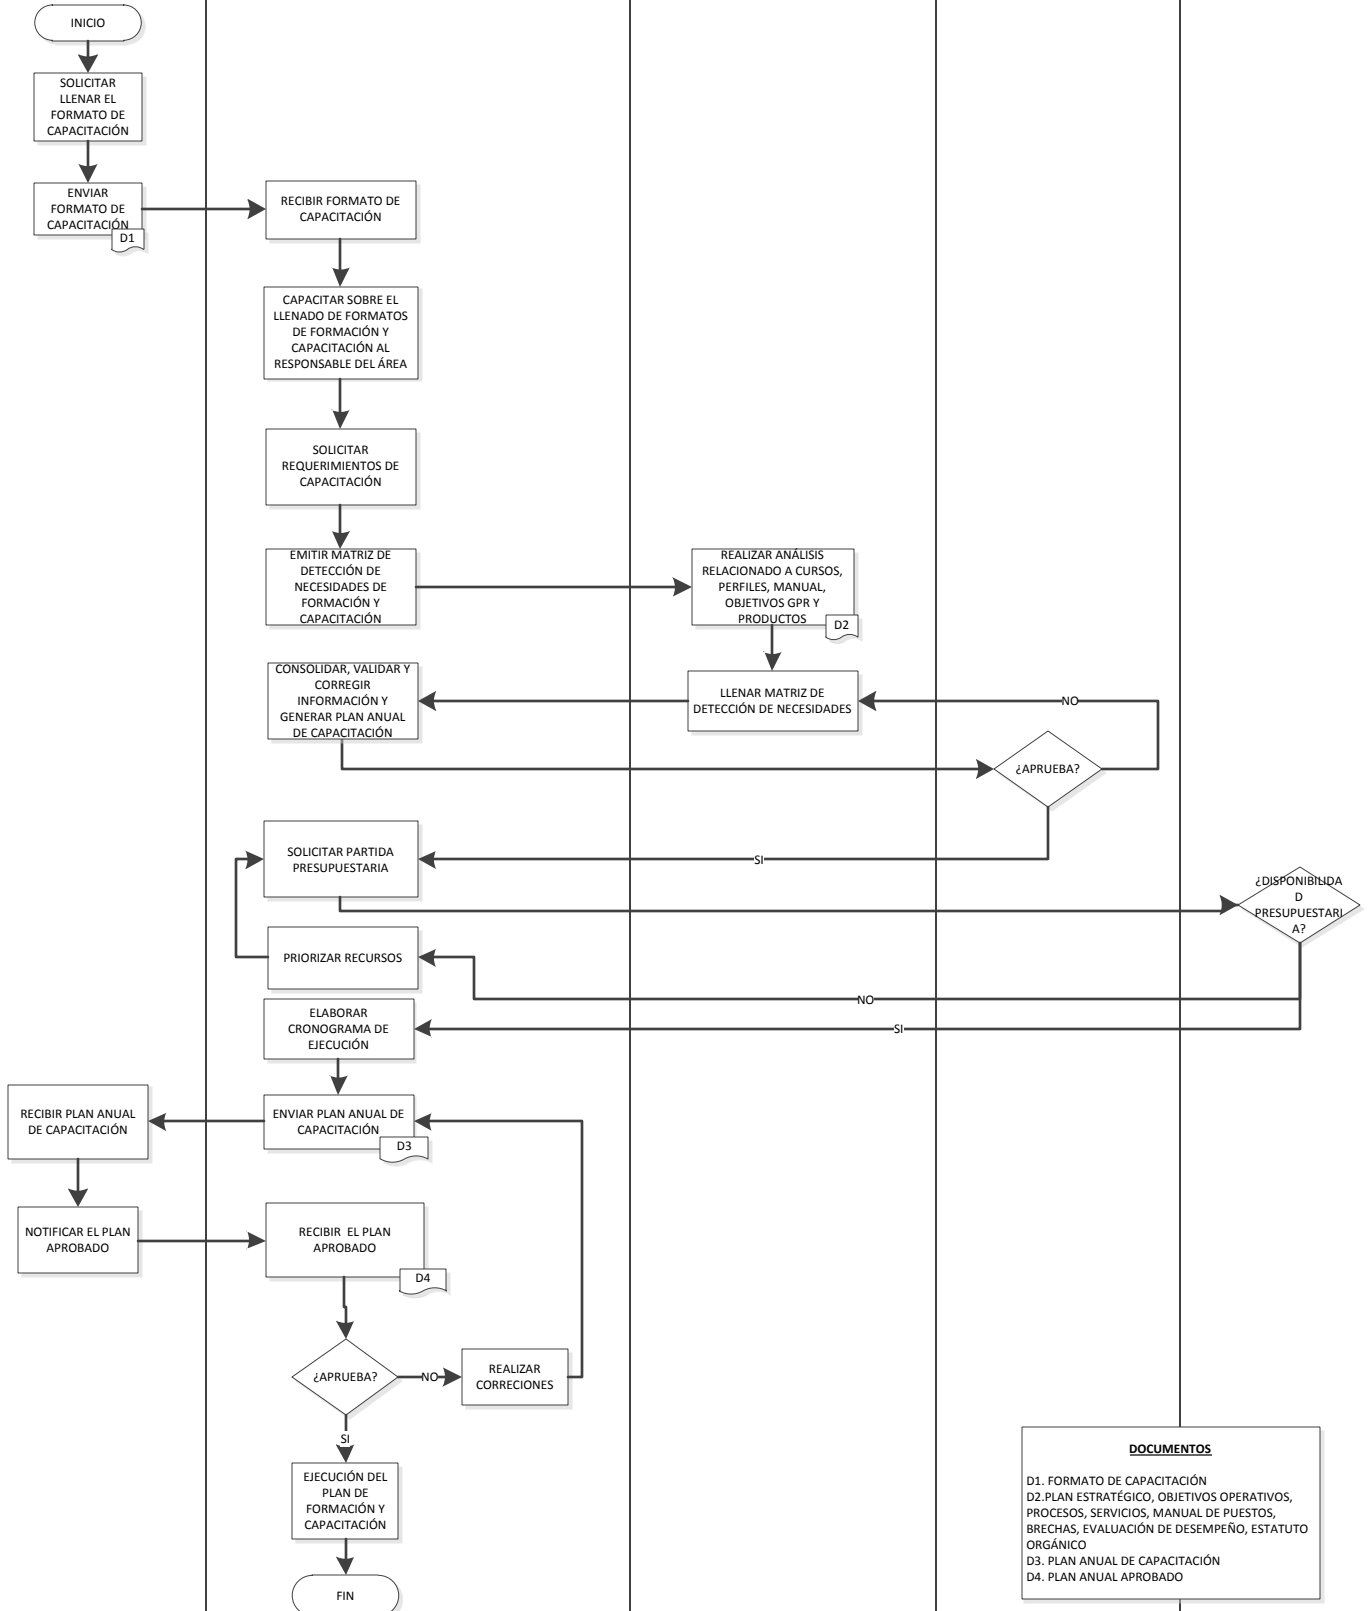 INICIO
SOLICITAR
LLENAR EL
FORMATO DE
CAPACITACIÓN
ENVIAR
FORMATO DE
CAPACITACIÓN
D1
RECIBIR FORMATO DE
CAPACITACIÓN
CAPACITAR SOBRE EL
LLENADO DE FORMATOS
DE FORMACIÓN Y
CAPACITACIÓN AL
RESPONSABLE DEL ÁREA
SOLICITAR
REQUERIMIENTOS DE
CAPACITACIÓN
EMITIR MATRIZ DE
DETECCIÓN DE
NECESIDADES DE
FORMACIÓN Y
CAPACITACIÓN
REALIZAR ANÁLISIS
RELACIONADO A CURSOS,
PERFILES, MANUAL,
OBJETIVOS GPR Y
PRODUCTOS
D2
CONSOLIDAR, VALIDAR Y
CORREGIR
INFORMACIÓN Y
GENERAR PLAN ANUAL
DE CAPACITACIÓN
LLENAR MATRIZ DE
DETECCIÓN DE NECESIDADES
NO
¿APRUEBA?
SOLICITAR PARTIDA
PRESUPUESTARIA
SI
¿DISPONIBILIDA
D
PRESUPUESTARI
A?
PRIORIZAR RECURSOS
NO
ELABORAR
CRONOGRAMA DE
EJECUCIÓN
SI
RECIBIR PLAN ANUAL
DE CAPACITACIÓN
ENVIAR PLAN ANUAL DE
CAPACITACIÓN
D3
NOTIFICAR EL PLAN
APROBADO
RECIBIR  EL PLAN
APROBADO
D4
¿APRUEBA?
NO
REALIZAR
CORRECIONES
SI
EJECUCIÓN DEL
PLAN DE
FORMACIÓN Y
CAPACITACIÓN
FIN
DOCUMENTOS
D1. FORMATO DE CAPACITACIÓN
D2.PLAN ESTRATÉGICO, OBJETIVOS OPERATIVOS,
PROCESOS, SERVICIOS, MANUAL DE PUESTOS,
BRECHAS, EVALUACIÓN DE DESEMPEÑO, ESTATUTO
ORGÁNICO
D3. PLAN ANUAL DE CAPACITACIÓN
D4. PLAN ANUAL APROBADO